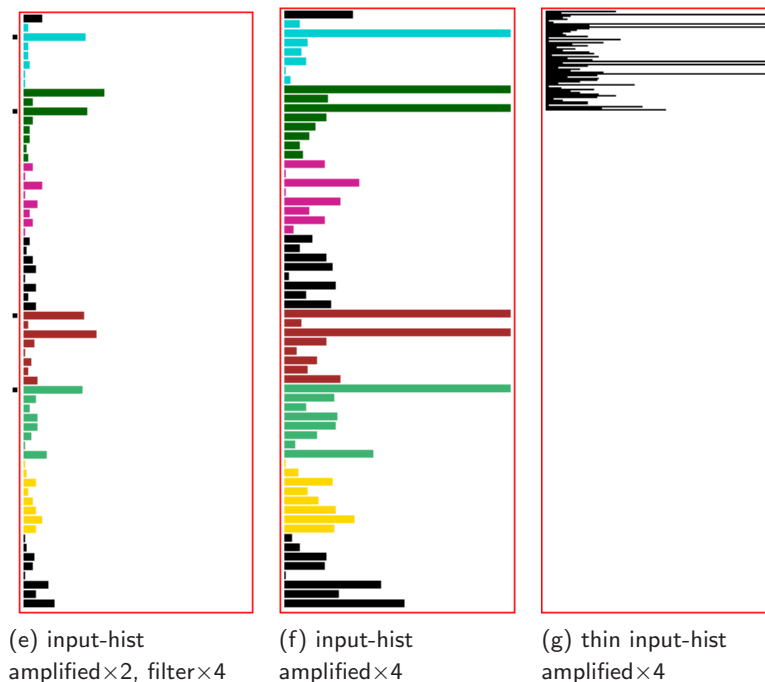 (e) input-hist
amplified×2, filter×4
(f) input-hist
amplified×4
(g) thin input-hist
amplified×4